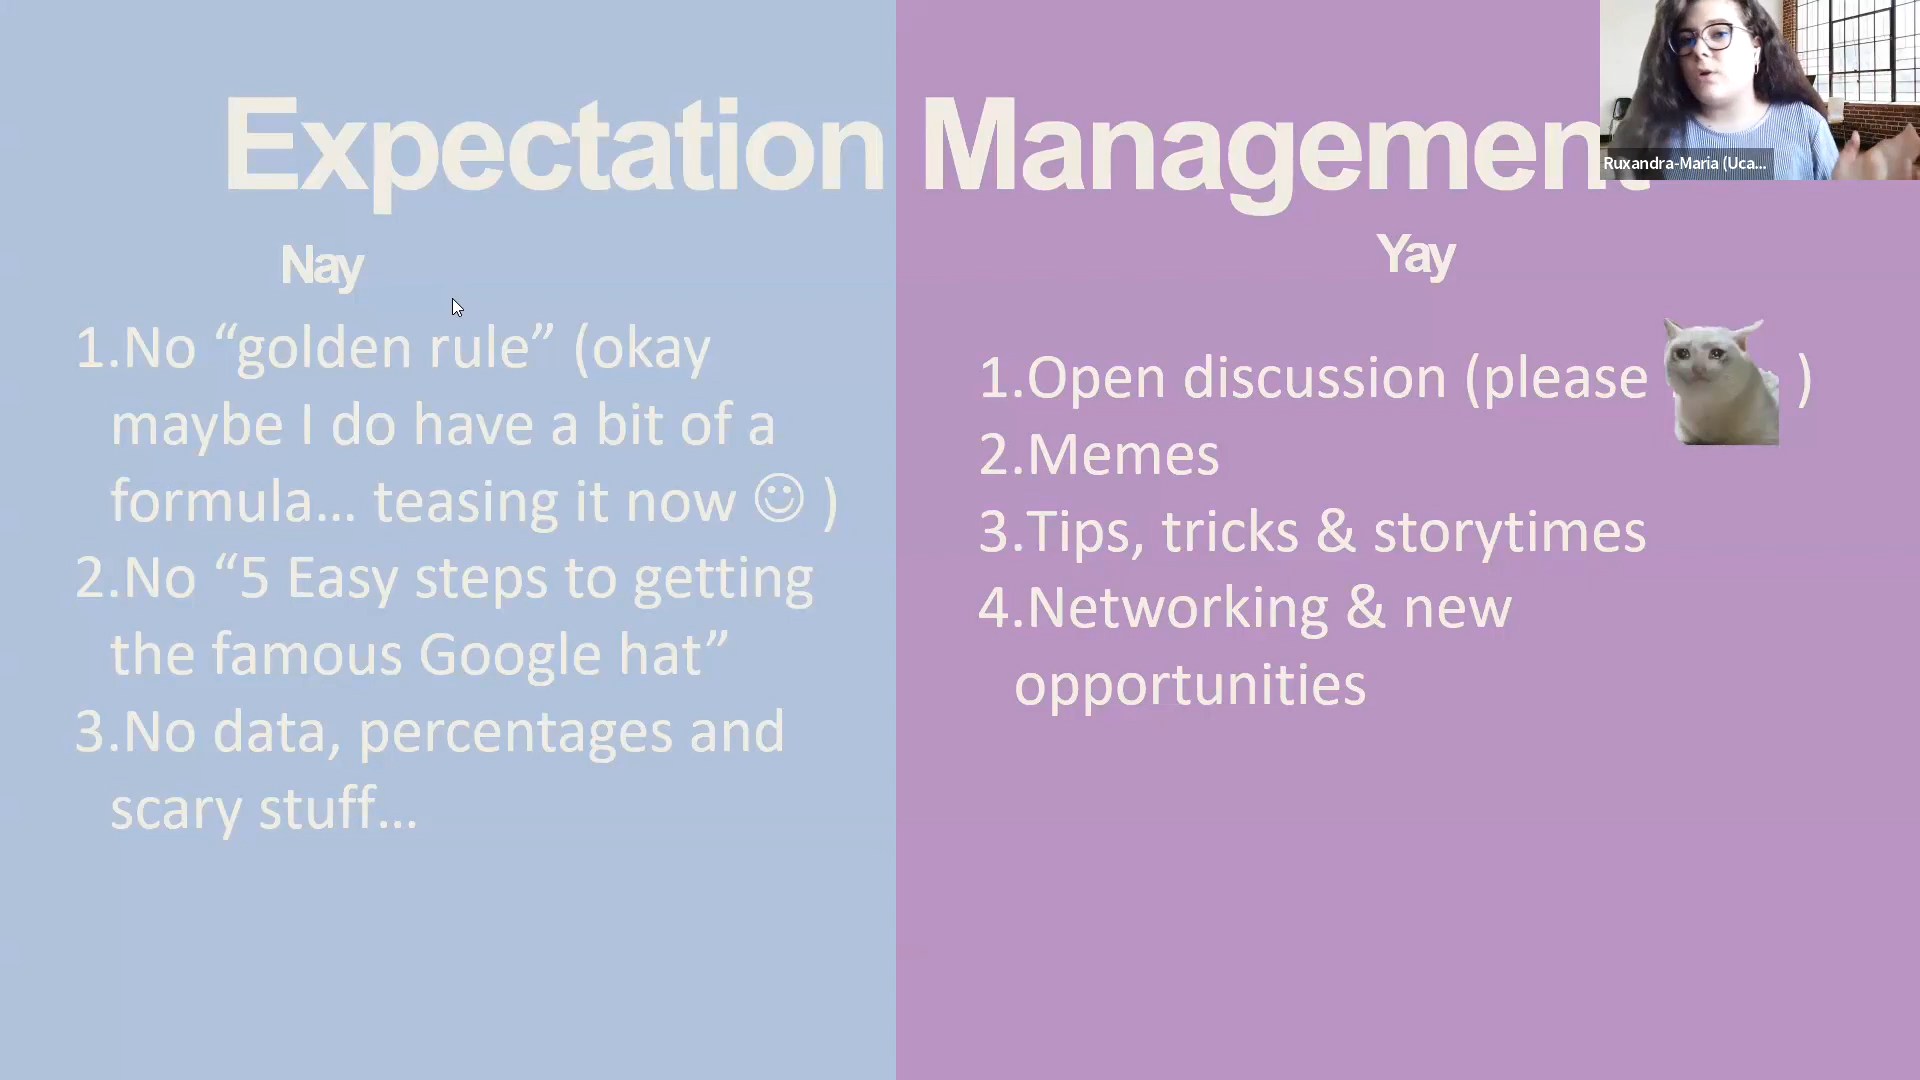 Expectation Management
Nay
1.No “golden rule” (okay
maybe I do have a bit of a
formula... teasing it now ☺ )
2.No “5 Easy steps to getting
the famous Google hat”
3.No data, percentages and
scary stuff...
Yay
1.Open discussion (please )
2.Memes
3.Tips, tricks & storytimes
4.Networking & new
opportunities
Ruxandra-Maria (Uca...